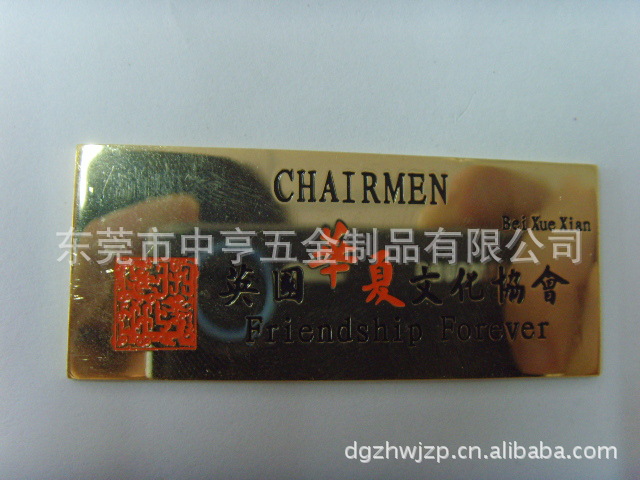 CHAIRMEN
Bei Xue Xian
东莞市中亨五金制品有限公司
英国華夏文化協會
Friendship Forever
dgzhwjzp.cn.alibaba.com